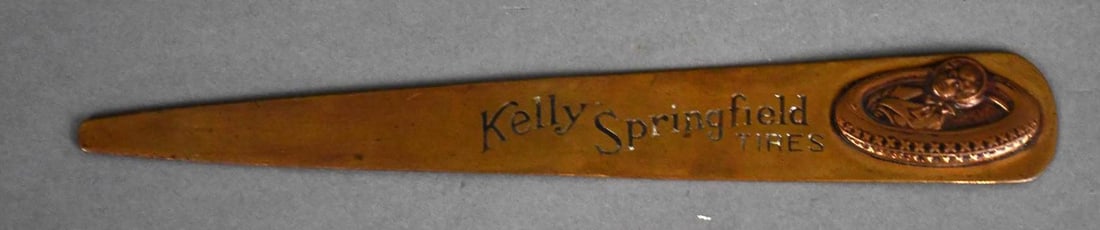 Kelly Springfield
TIRES